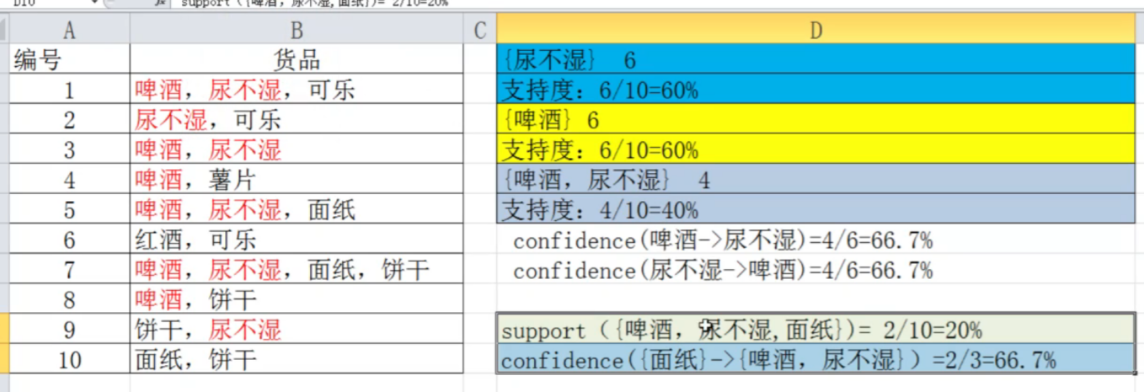 support ({啤酒，尿不湿,面纸})= 2/10=20%
A B C D
编号 货品 {尿不湿} 6
1 啤酒，尿不湿，可乐 支持度：6/10=60%
2 尿不湿，可乐 {啤酒} 6
3 啤酒，尿不湿 支持度：6/10=60%
4 啤酒，薯片 {啤酒，尿不湿} 4
5 啤酒，尿不湿，面纸 支持度：4/10=40%
6 红酒，可乐 confidence(啤酒->尿不湿)=4/6=66.7%
7 啤酒，尿不湿，面纸，饼干 confidence(尿不湿->啤酒)=4/6=66.7%
8 啤酒，饼干
9 饼干，尿不湿 support（{啤酒，尿不湿,面纸})= 2/10=20%
10 面纸，饼干 confidence({面纸}->{啤酒，尿不湿}）=2/3=66.7%